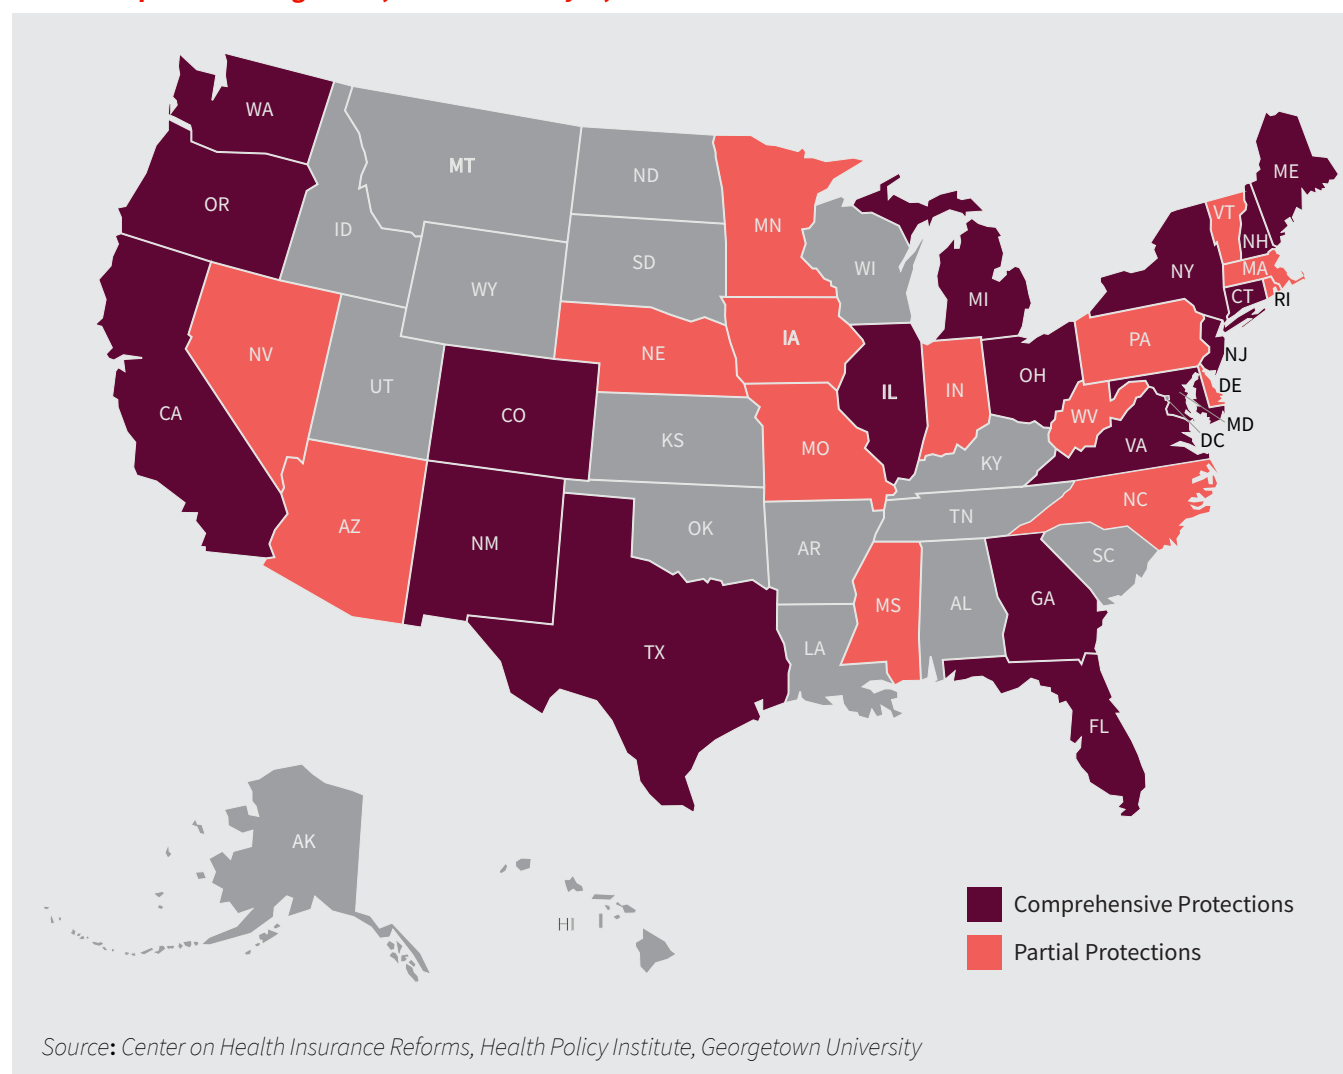 WA
OR
CA
NV
ID
MT
WY
UT
AZ
CO
NM
ND
SD
NE
KS
OK
TX
MN
IA
MO
AR
LA
WI
IL
MS
MI
IN
KY
TN
AL
OH
WV
VA
NC
SC
GA
FL
PA
NY
VT
NH
ME
MA
CT
RI
NJ
DE
MD
DC
AK
HI
Comprehensive Protections
Partial Protections
Source: Center on Health Insurance Reforms, Health Policy Institute, Georgetown University